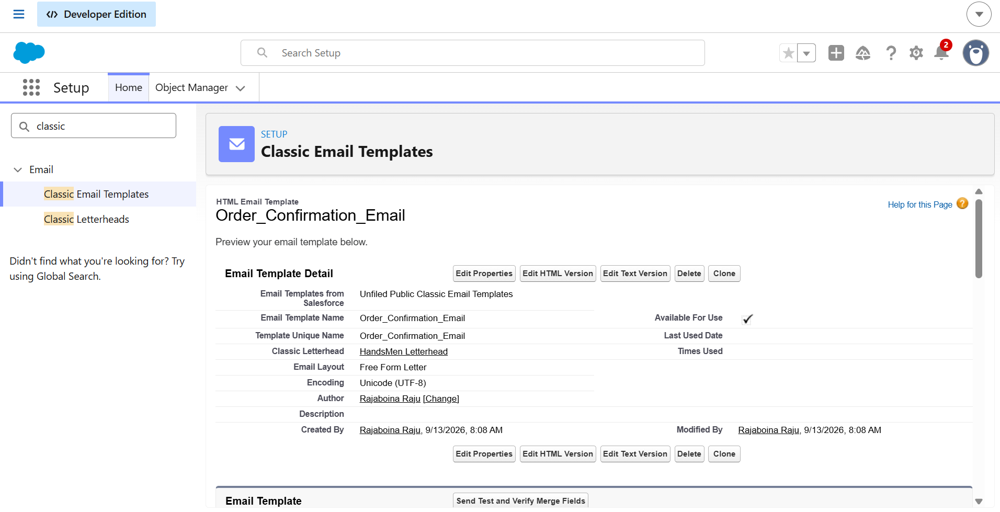 Developer Edition
Search Setup
2
Setup
Home
Object Manager
classic
Email
Classic Email Templates
Classic Letterheads
Didn't find what you're looking for? Try
using Global Search.
SETUP
Classic Email Templates
HTML Email Template
Order_Confirmation_Email
Help for this Page
Preview your email template below.
Email Template Detail
Edit Properties Edit HTML Version Edit Text Version Delete Clone
Email Templates from
Salesforce
Unfiled Public Classic Email Templates
Email Template Name Order_Confirmation_Email Available For Use
Template Unique Name Order_Confirmation_Email Last Used Date
Classic Letterhead HandsMen Letterhead Times Used
Email Layout Free Form Letter
Encoding Unicode (UTF-8)
Author Rajaboina Raju [Change]
Description
Created By Rajaboina Raju, 9/13/2026, 8:08 AM Modified By Rajaboina Raju, 9/13/2026, 8:08 AM
Edit Properties Edit HTML Version Edit Text Version Delete Clone
Email Template Send Test and Verify Merge Fields